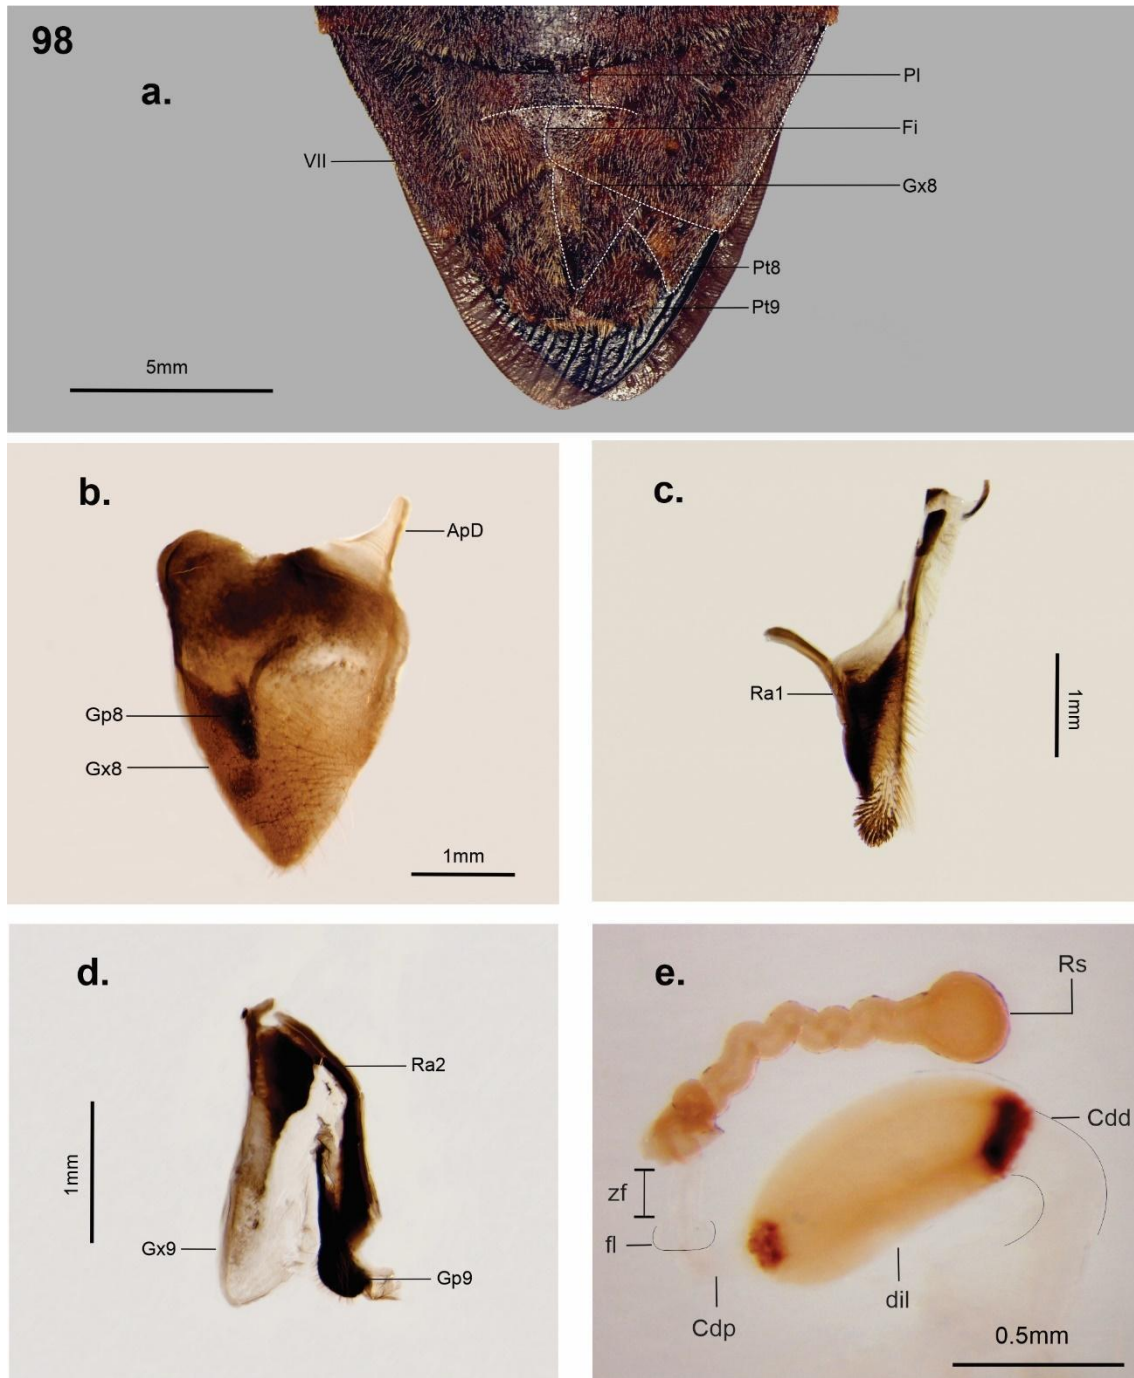 98
a.
Pl
Fi
VII
Gx8
Pt8
Pt9
5mm
b.
ApD
Gp8
Gx8
1mm
c.
Ra1
1mm
d.
Ra2
1mm
Gx9
Gp9
e.
Rs
Cdd
zf
fl
dil
Cdp
0.5mm